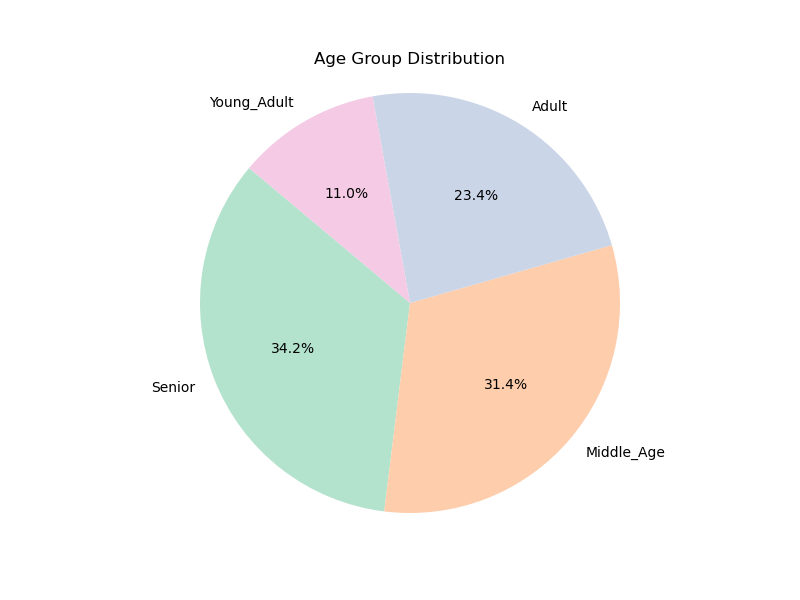 Age Group Distribution
Young_Adult
Adult
11.0%
23.4%
34.2%
31.4%
Senior
Middle_Age